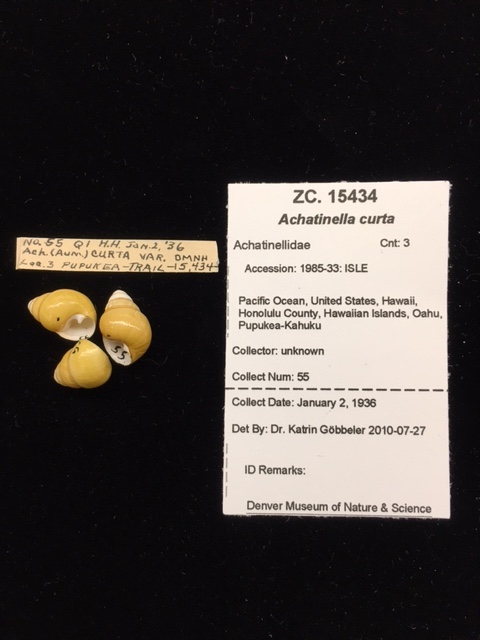 No. 55 Q1 H.H. Jan. 2, '36
Ach. (Aum.) CURTA VAR. DMNH
Loc. 3 PUPUKEA-TRAIL-15,434
55
ZC. 15434
Achatinella curta
Achatinellidae Cnt: 3
Accession: 1985-33: ISLE
Pacific Ocean, United States, Hawaii,
Honolulu County, Hawaiian Islands, Oahu,
Pupukea-Kahuku
Collector: unknown
Collect Num: 55
Collect Date: January 2, 1936
Det By: Dr. Katrin Göbbeler 2010-07-27
ID Remarks:
Denver Museum of Nature & Science